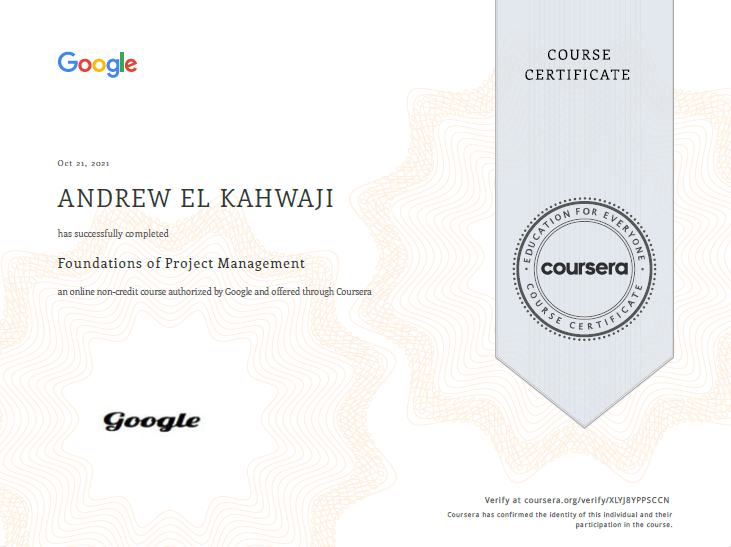 Google
COURSE
CERTIFICATE
Oct 21, 2021
ANDREW EL KAHWAJI
has successfully completed
Foundations of Project Management
an online non-credit course authorized by Google and offered through Coursera
EDUCATION FOR EVERYONE
coursera
COURSE CERTIFICATE
Google
Verify at coursera.org/verify/XLYJ8YPPSCCN
Coursera has confirmed the identity of this individual and their
participation in the course.